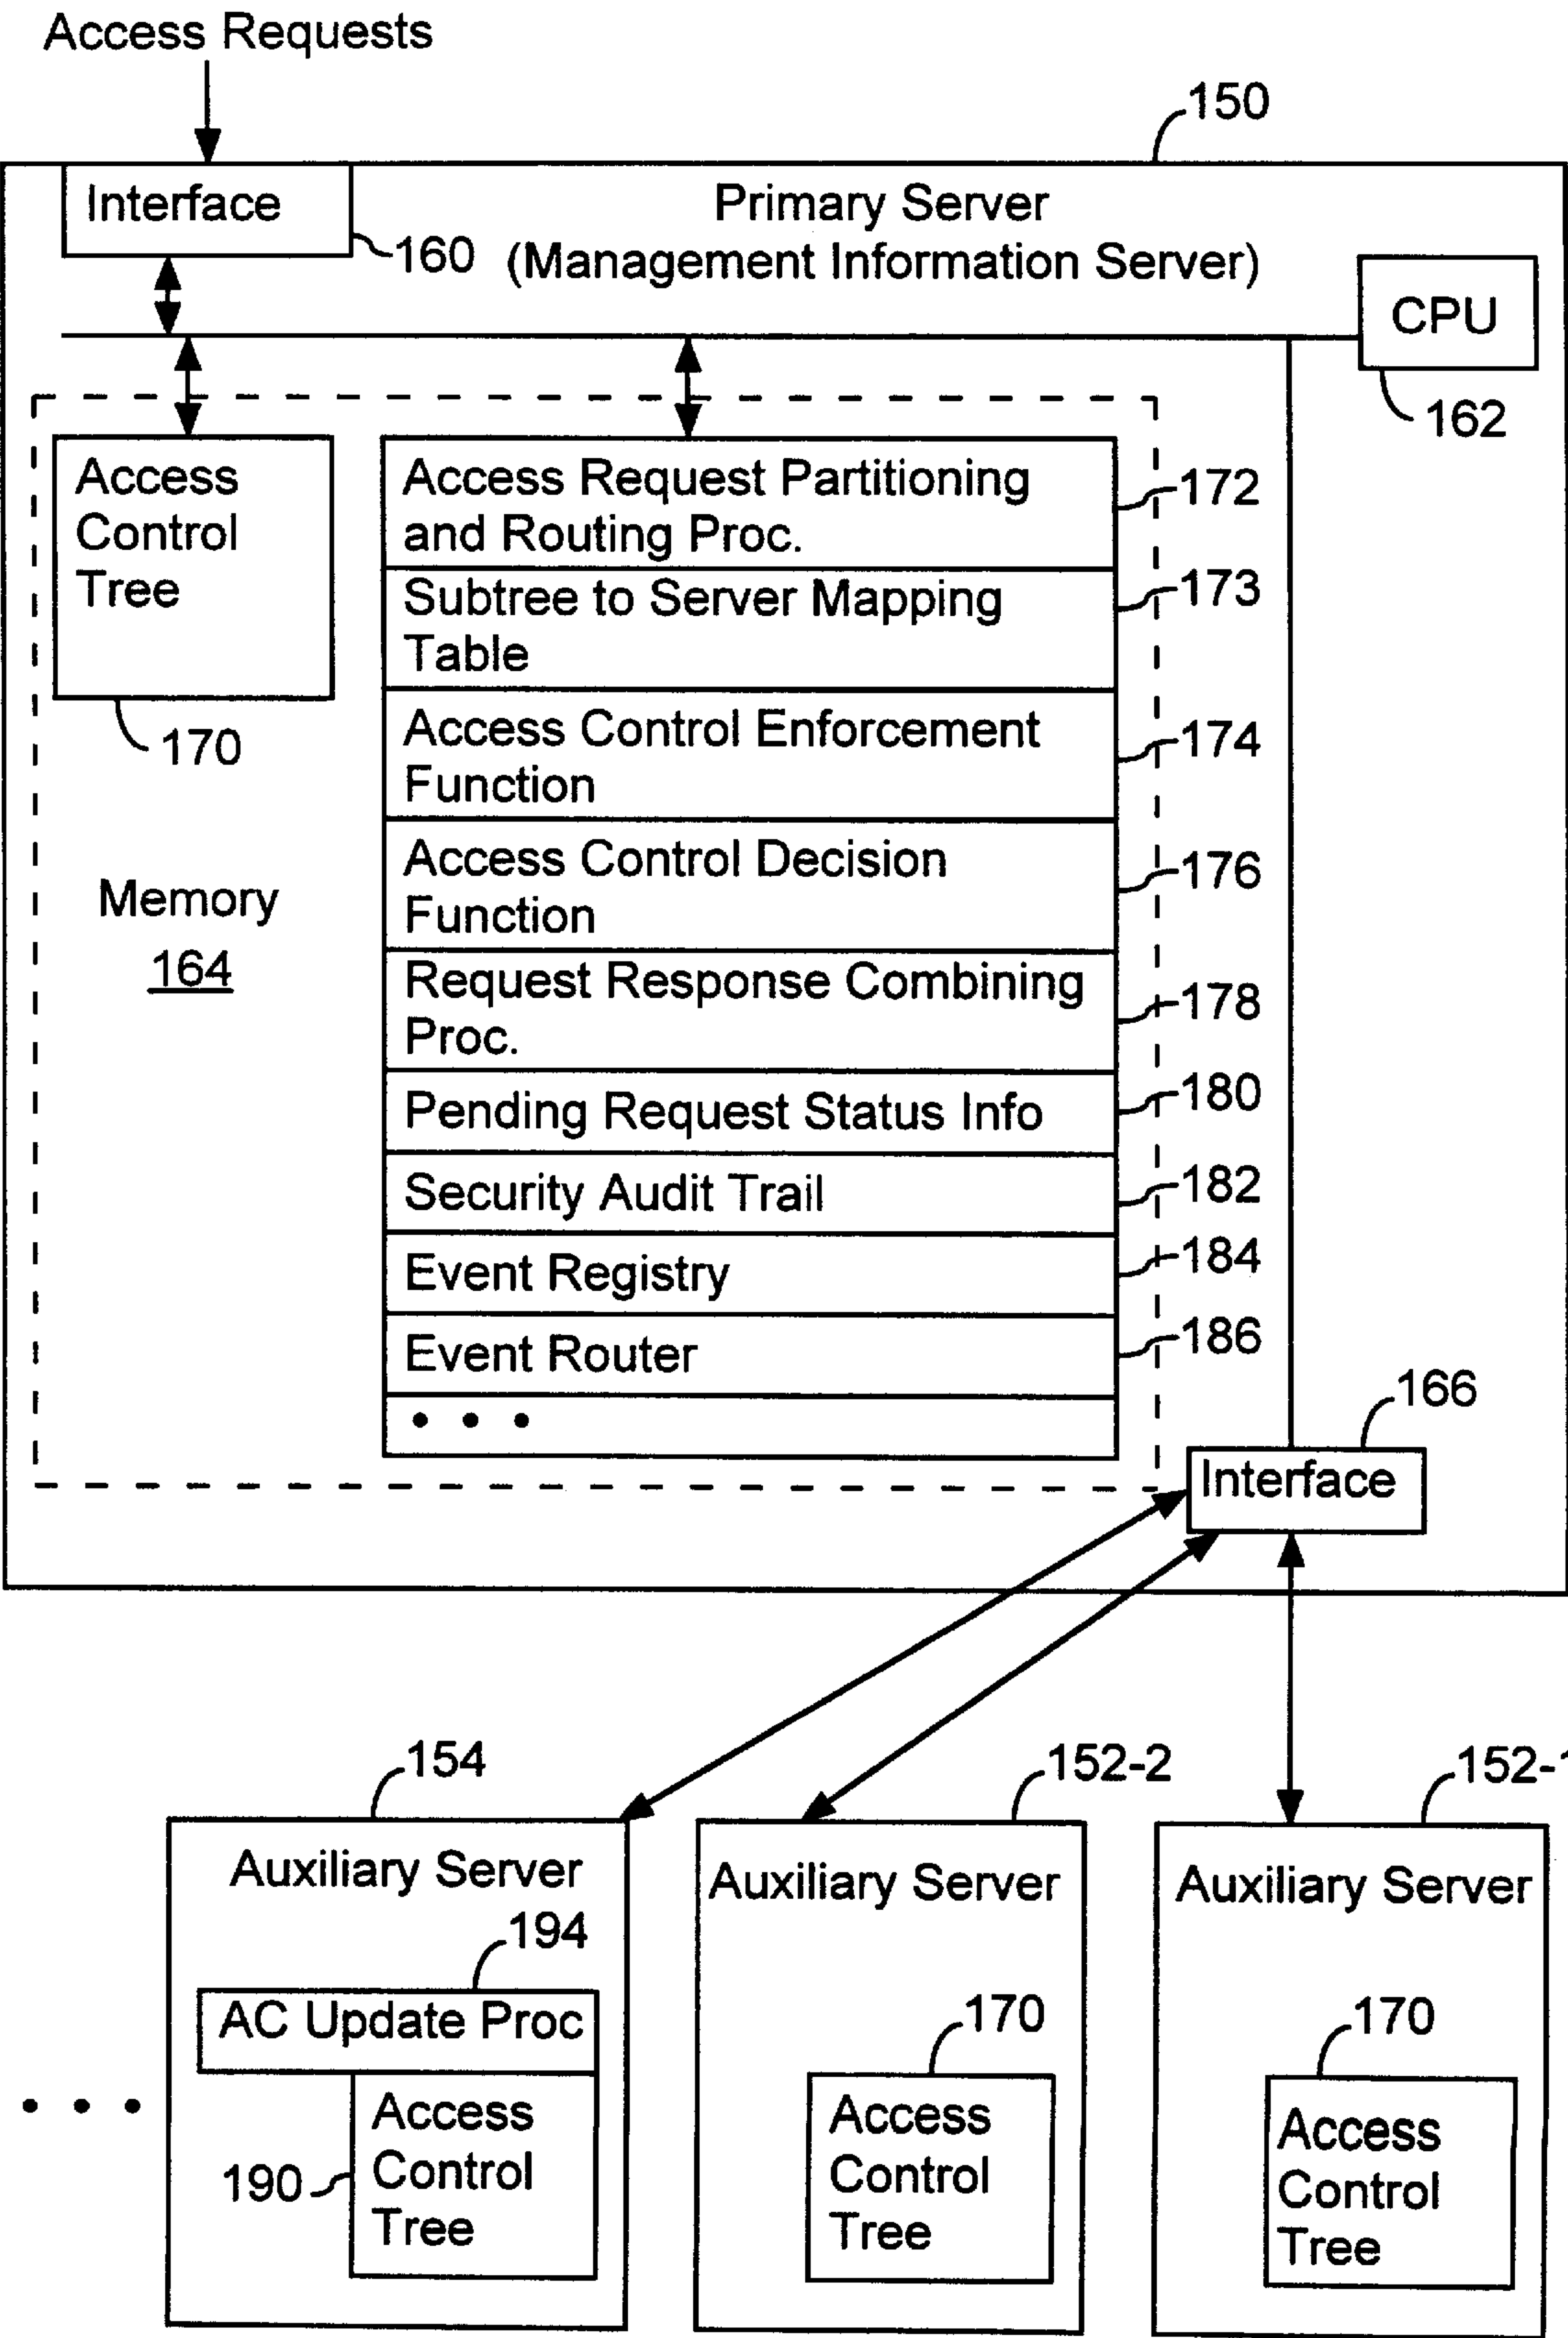 Access Requests
150
Interface
160
Primary Server
(Management Information Server)
CPU
162
Access
Control
Tree
170
Memory
164
Access Request Partitioning
and Routing Proc.
172
Subtree to Server Mapping
Table
173
Access Control Enforcement
Function
174
Access Control Decision
Function
176
Request Response Combining
Proc.
178
Pending Request Status Info
180
Security Audit Trail
182
Event Registry
184
Event Router
186
• • •
166
Interface
154
Auxiliary Server
194
AC Update Proc
Access
Control
Tree
190
• • •
152-2
Auxiliary Server
170
Access
Control
Tree
152-1
Auxiliary Server
170
Access
Control
Tree